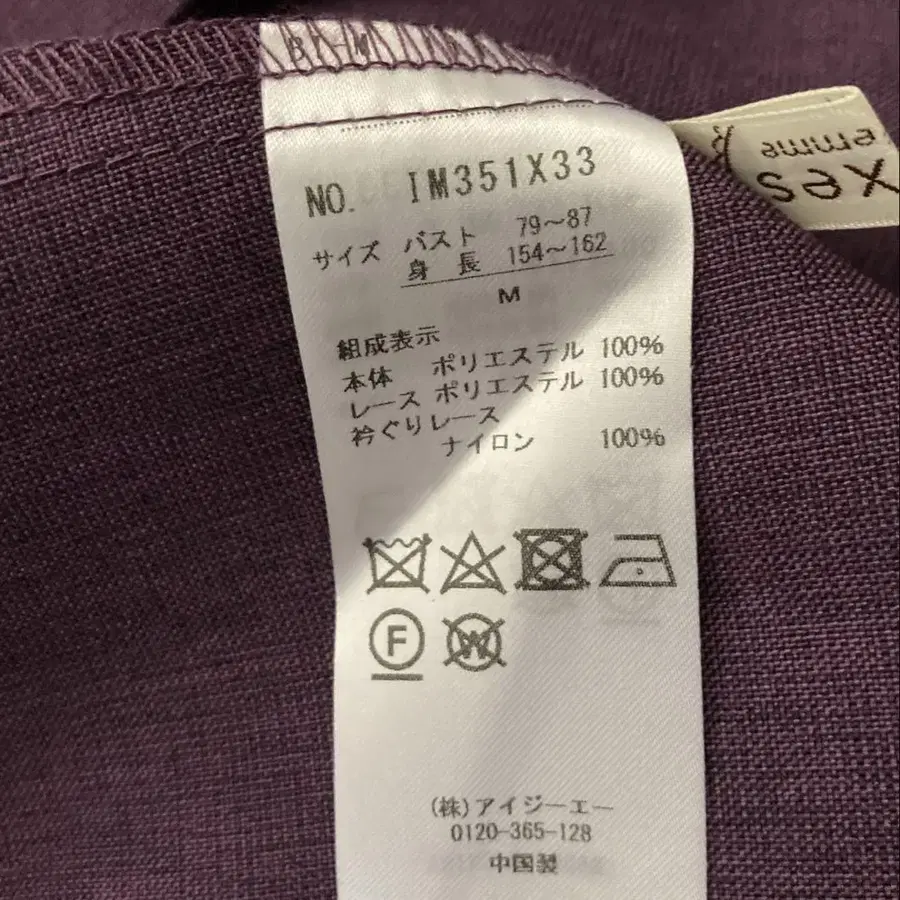 NO. IM351X33
サイズ バスト 79～87
身長 154～162
M
組成表示
本体 ポリエステル 100%
レース ポリエステル 100%
衿ぐりレース
ナイロン 100%
F
W
(株)アイジーエー
0120-365-128
中国製